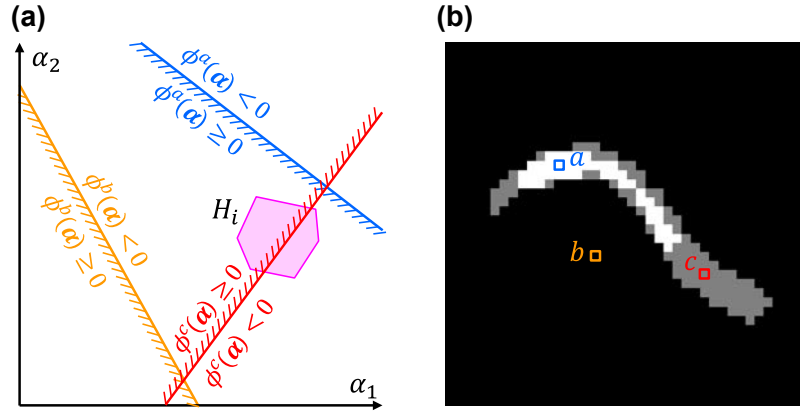 (a)
(b)
α₂
ϕᵃ(α) < 0
ϕᵃ(α) ≥ 0
a
Hᵢ
ϕᵇ(α) < 0
ϕᵇ(α) ≥ 0
b
c
ϕᶜ(α) ≥ 0
ϕᶜ(α) < 0
α₁